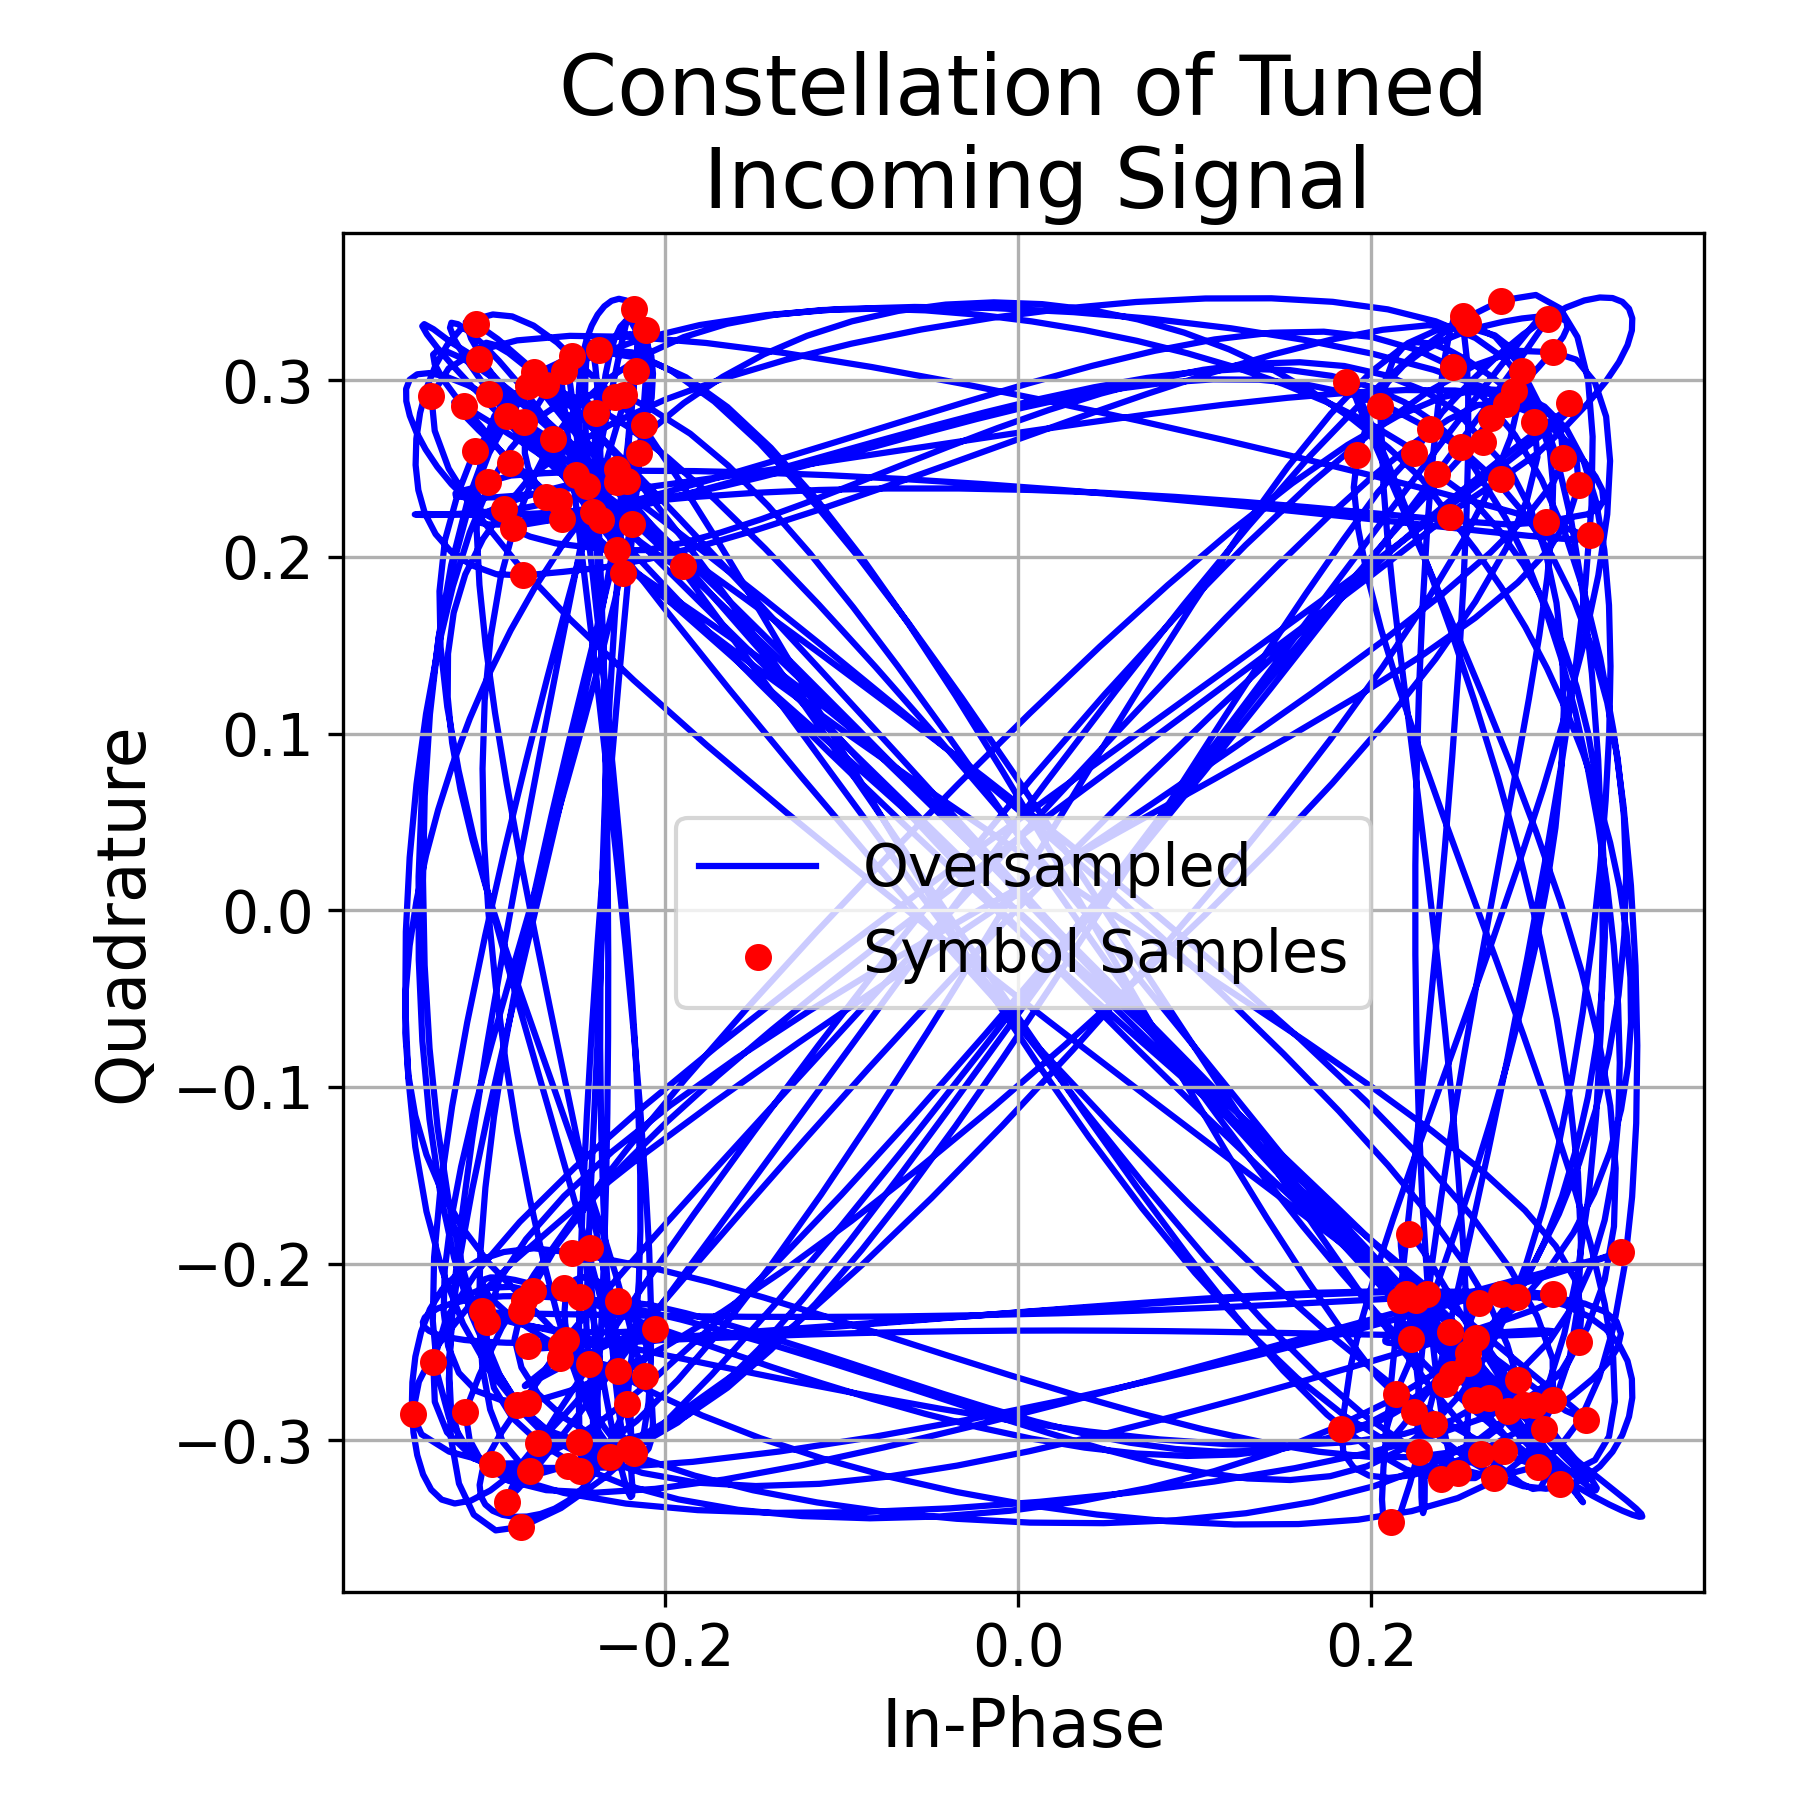 Constellation of Tuned
Incoming Signal
0.3
0.2
0.1
0.0
−0.1
−0.2
−0.3
Quadrature
Oversampled
Symbol Samples
−0.2
0.0
0.2
In-Phase